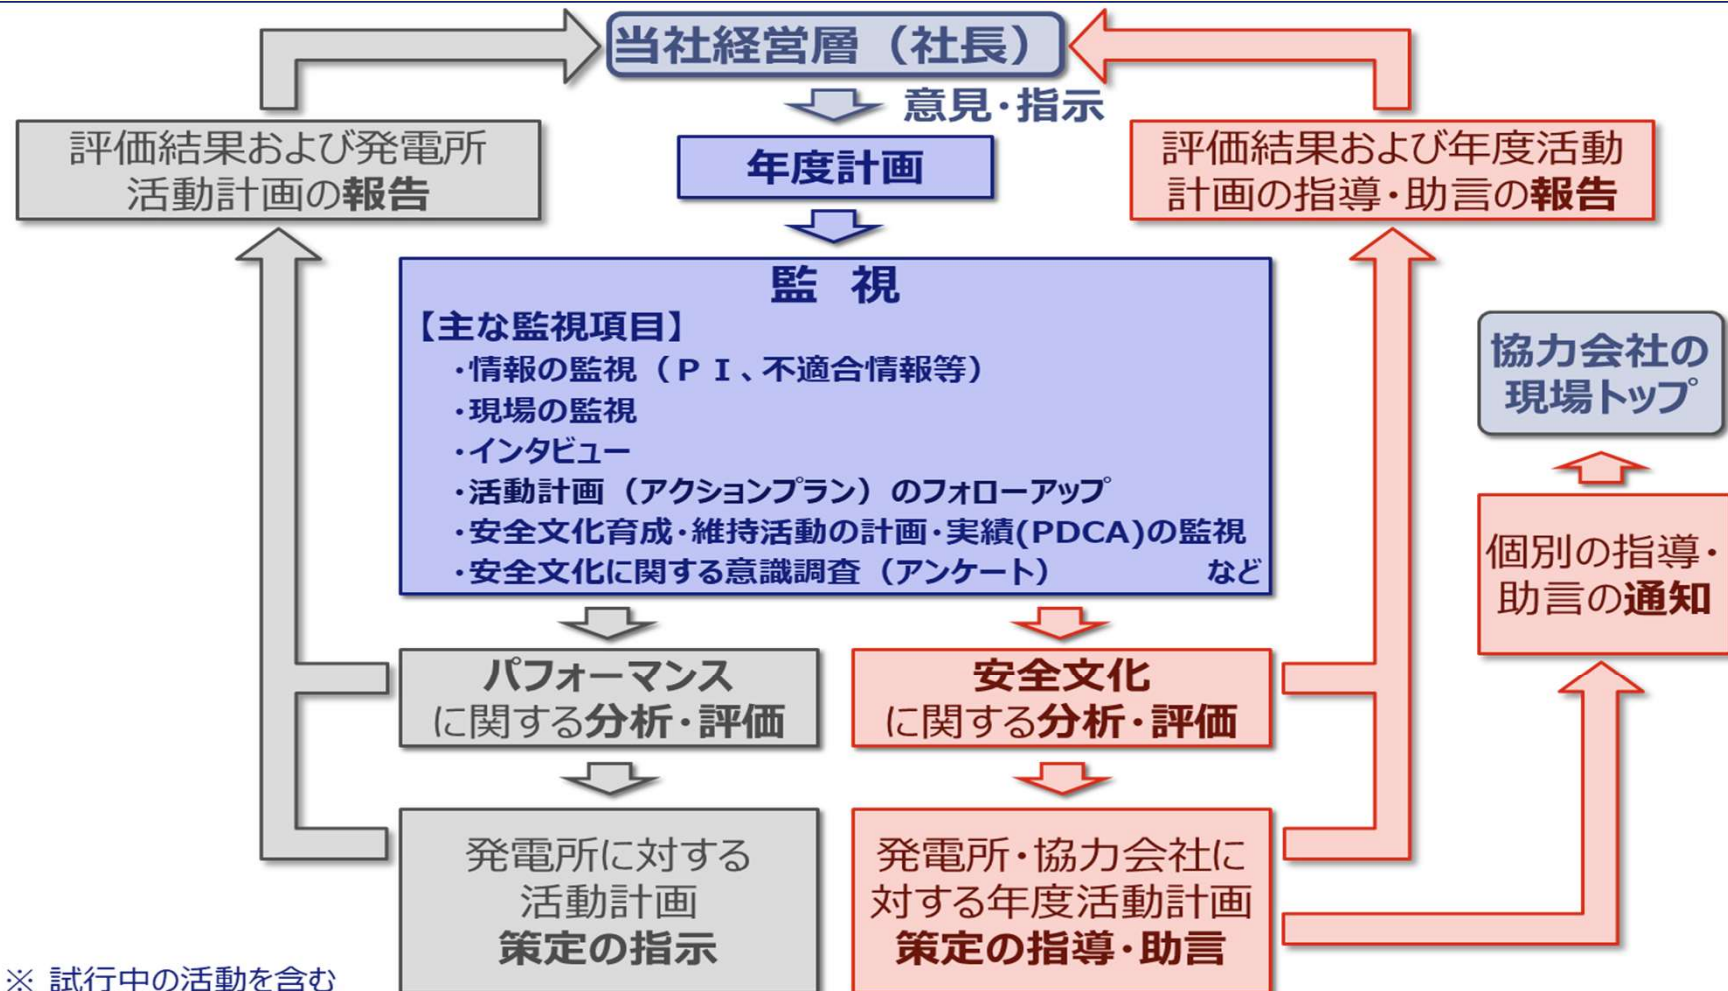 当社経営層（社長）
意見・指示
評価結果および発電所
活動計画の報告
年度計画
評価結果および年度活動
計画の指導・助言の報告
監 視
【主な監視項目】
・情報の監視（ＰＩ、不適合情報等）
・現場の監視
・インタビュー
・活動計画（アクションプラン）のフォローアップ
・安全文化育成・維持活動の計画・実績(PDCA)の監視
・安全文化に関する意識調査（アンケート） など
協力会社の
現場トップ
個別の指導・
助言の通知
パフォーマンス
に関する分析・評価
安全文化
に関する分析・評価
発電所に対する
活動計画
策定の指示
発電所・協力会社に
対する年度活動計画
策定の指導・助言
※ 試行中の活動を含む